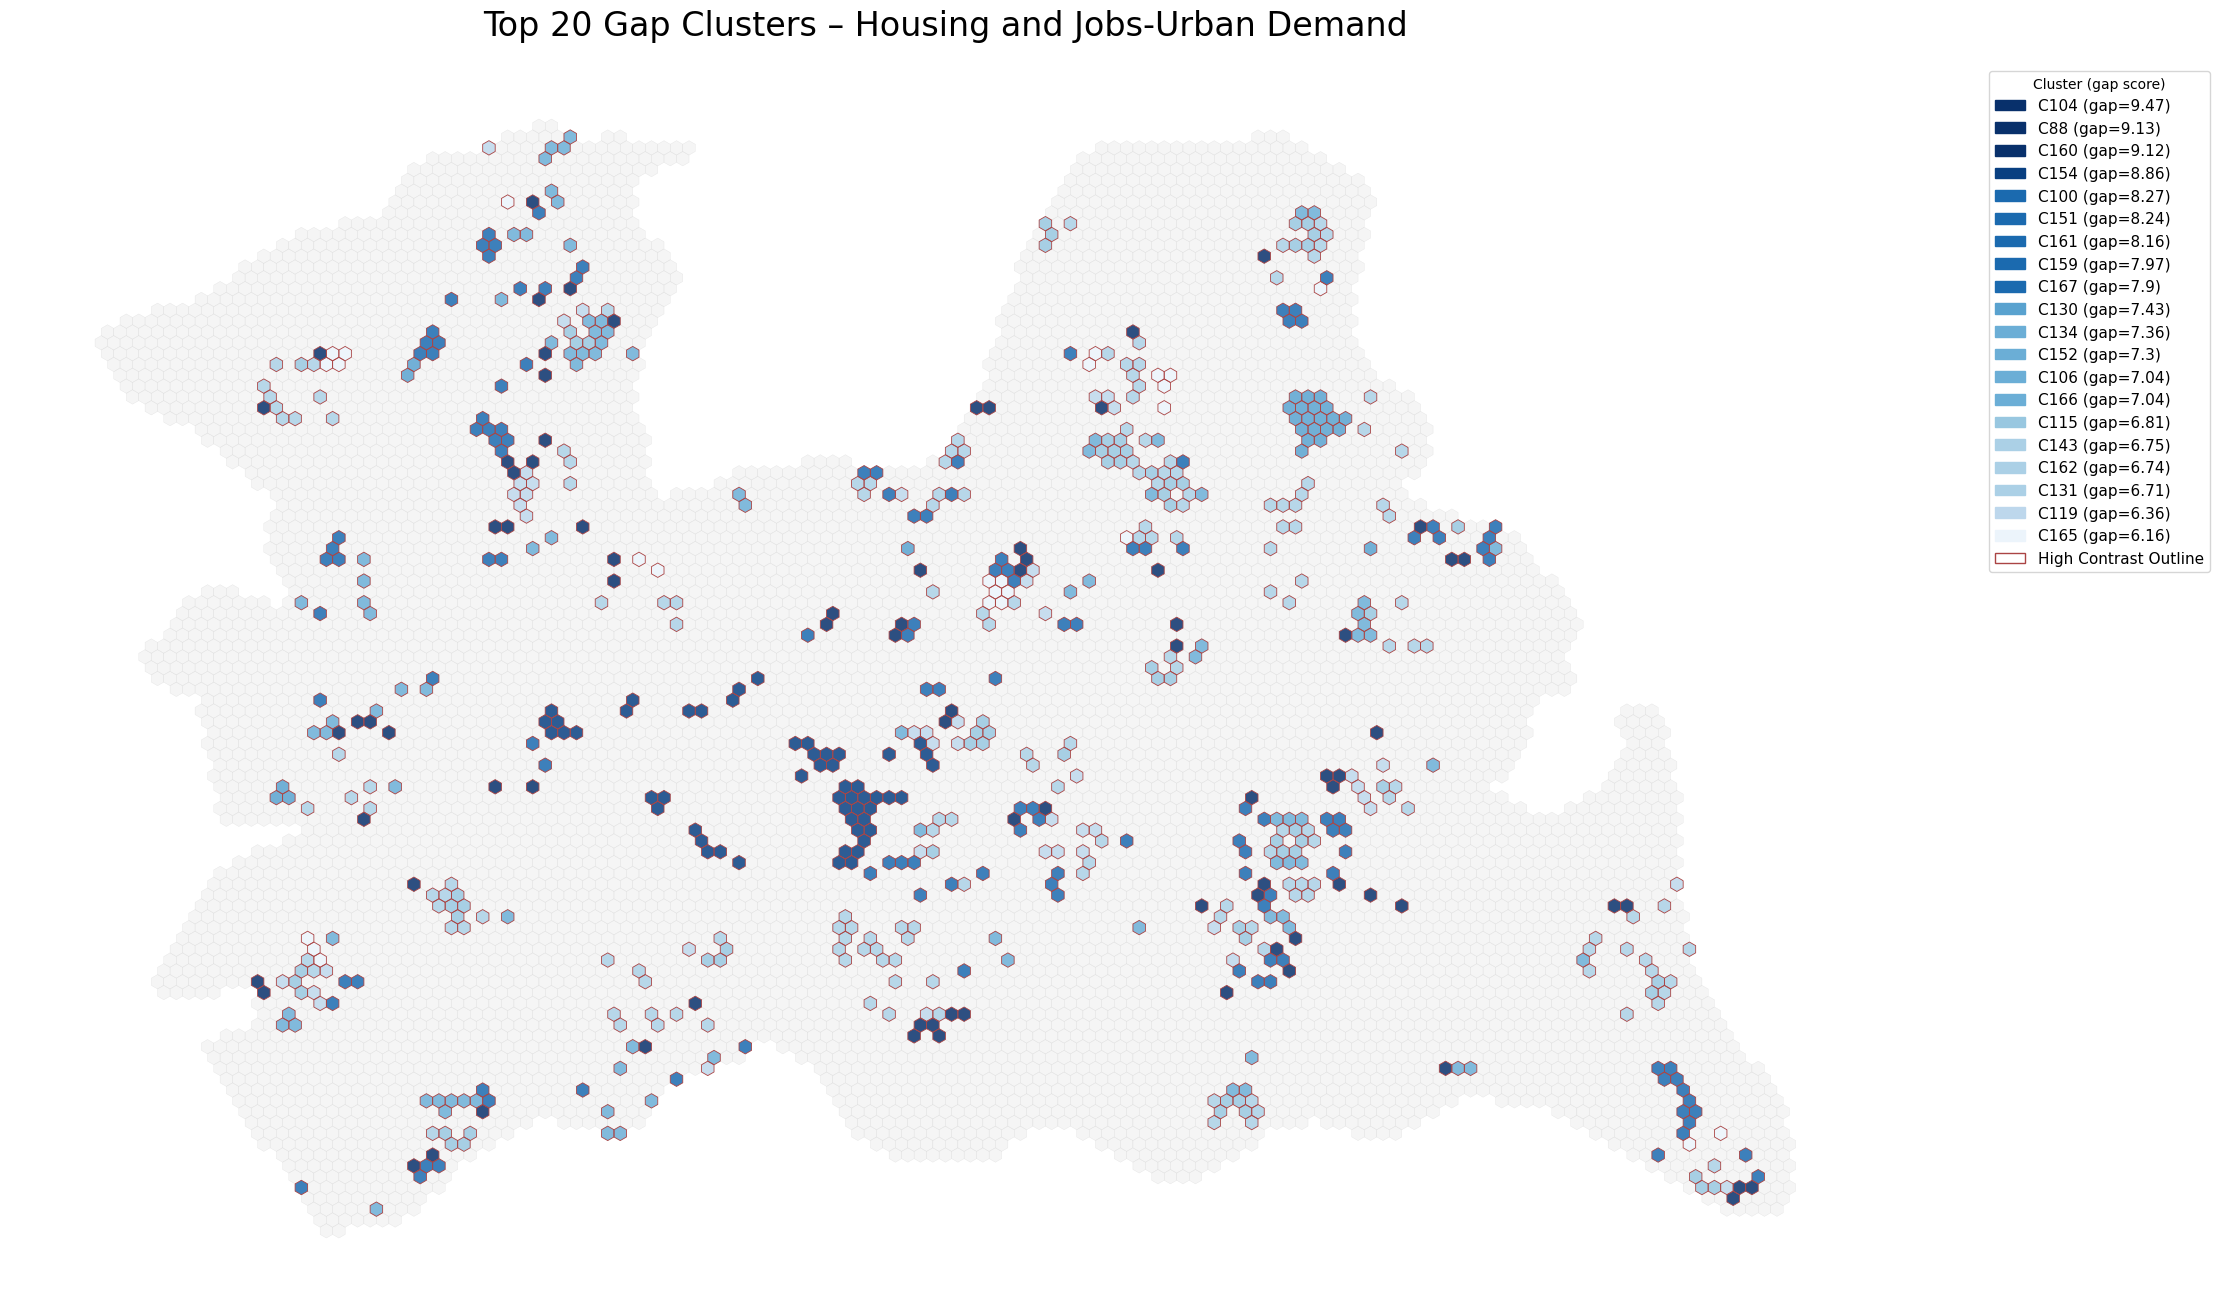 Top 20 Gap Clusters – Housing and Jobs-Urban Demand
Cluster (gap score)
C104 (gap=9.47)
C88 (gap=9.13)
C160 (gap=9.12)
C154 (gap=8.86)
C100 (gap=8.27)
C151 (gap=8.24)
C161 (gap=8.16)
C159 (gap=7.97)
C167 (gap=7.9)
C130 (gap=7.43)
C134 (gap=7.36)
C152 (gap=7.3)
C106 (gap=7.04)
C166 (gap=7.04)
C115 (gap=6.81)
C143 (gap=6.75)
C162 (gap=6.74)
C131 (gap=6.71)
C119 (gap=6.36)
C165 (gap=6.16)
High Contrast Outline